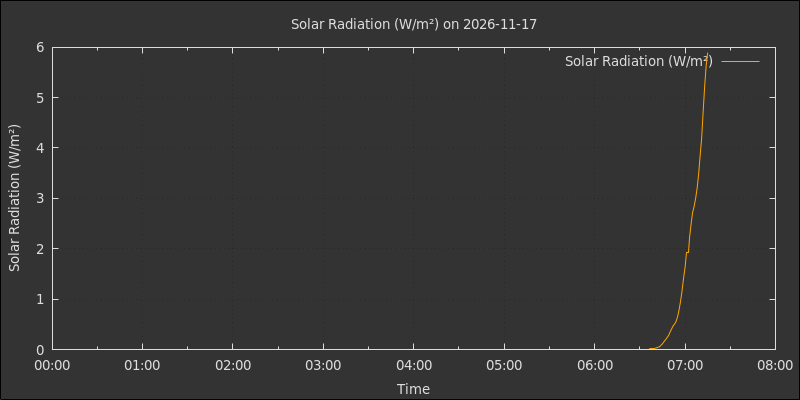 Solar Radiation (W/m²) on 2026-11-17
Solar Radiation (W/m²)
Solar Radiation (W/m²)
6
5
4
3
2
1
0
00:00 01:00 02:00 03:00 04:00 05:00 06:00 07:00 08:00
Time